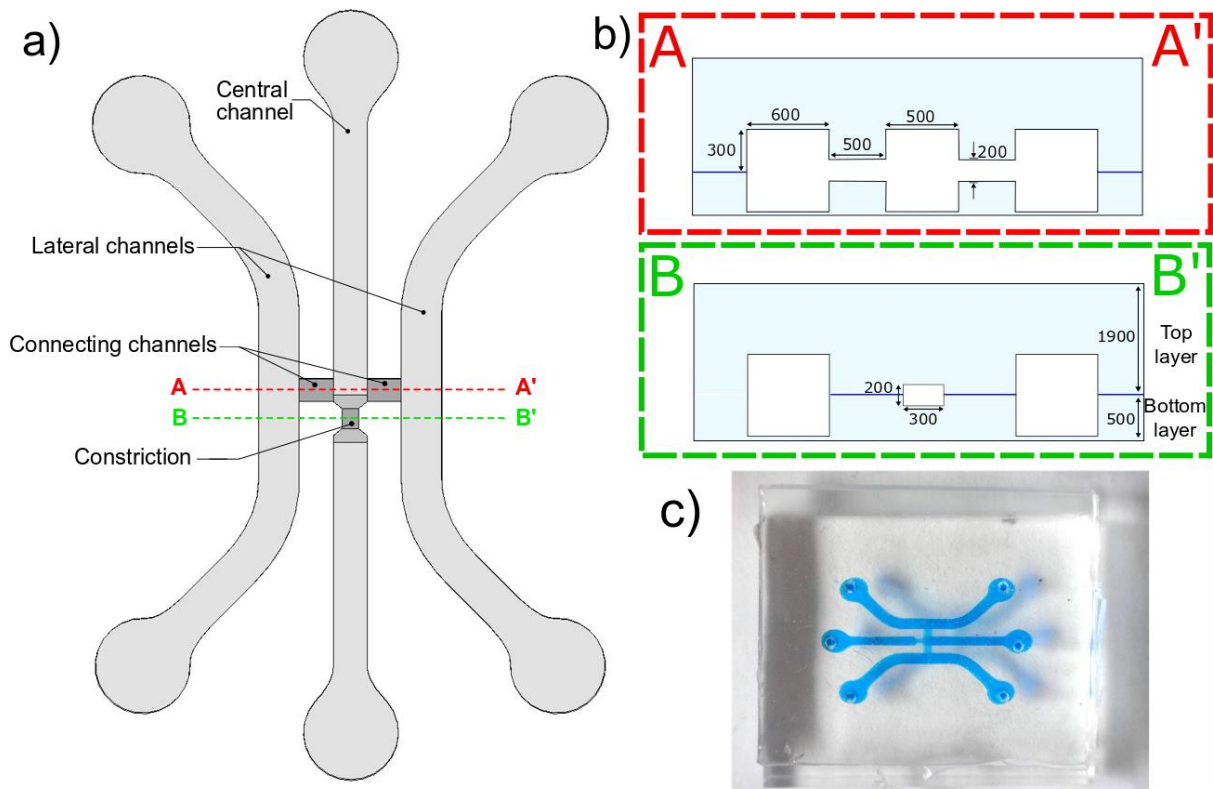 a)
Central
channel
Lateral channels
Connecting channels
A A'
B B'
Constriction
b)
A A'
600 500
300 500 200
B B'
1900 Top
layer
200
300
500 Bottom
layer
c)